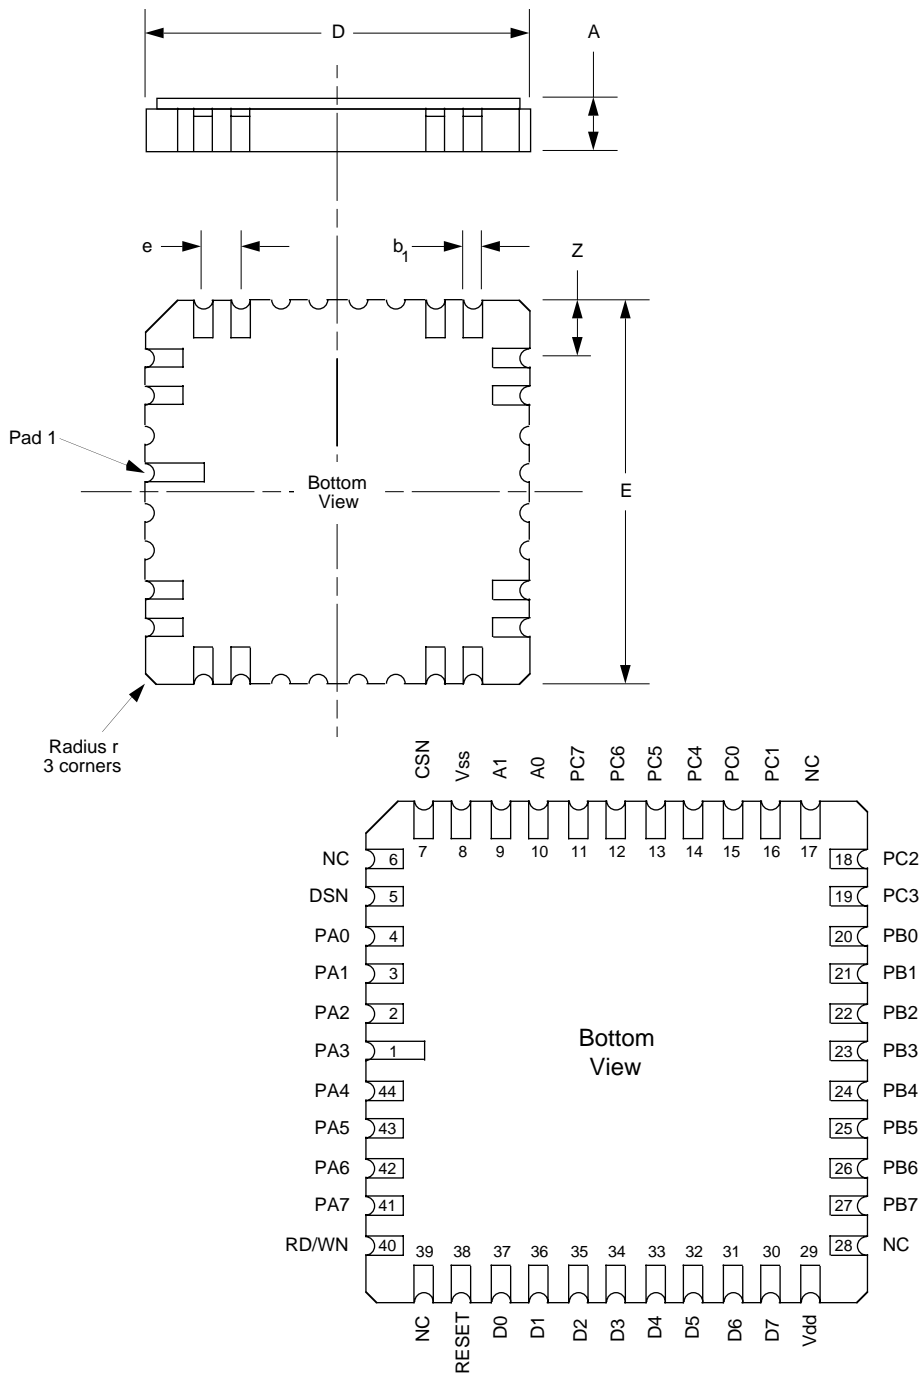 D
A
e
b1
Z
Pad 1
Bottom
View
E
Radius r
3 corners
CSN
Vss
A1
A0
PC7
PC6
PC5
PC4
PC0
PC1
NC
7
8
9
10
11
12
13
14
15
16
17
NC 6
DSN 5
PA0 4
PA1 3
PA2 2
PA3 1
PA4 44
PA5 43
PA6 42
PA7 41
RD/WN 40
18 PC2
19 PC3
20 PB0
21 PB1
22 PB2
23 PB3
24 PB4
25 PB5
26 PB6
27 PB7
28 NC
Bottom
View
39
38
37
36
35
34
33
32
31
30
29
NC
RESET
D0
D1
D2
D3
D4
D5
D6
D7
Vdd